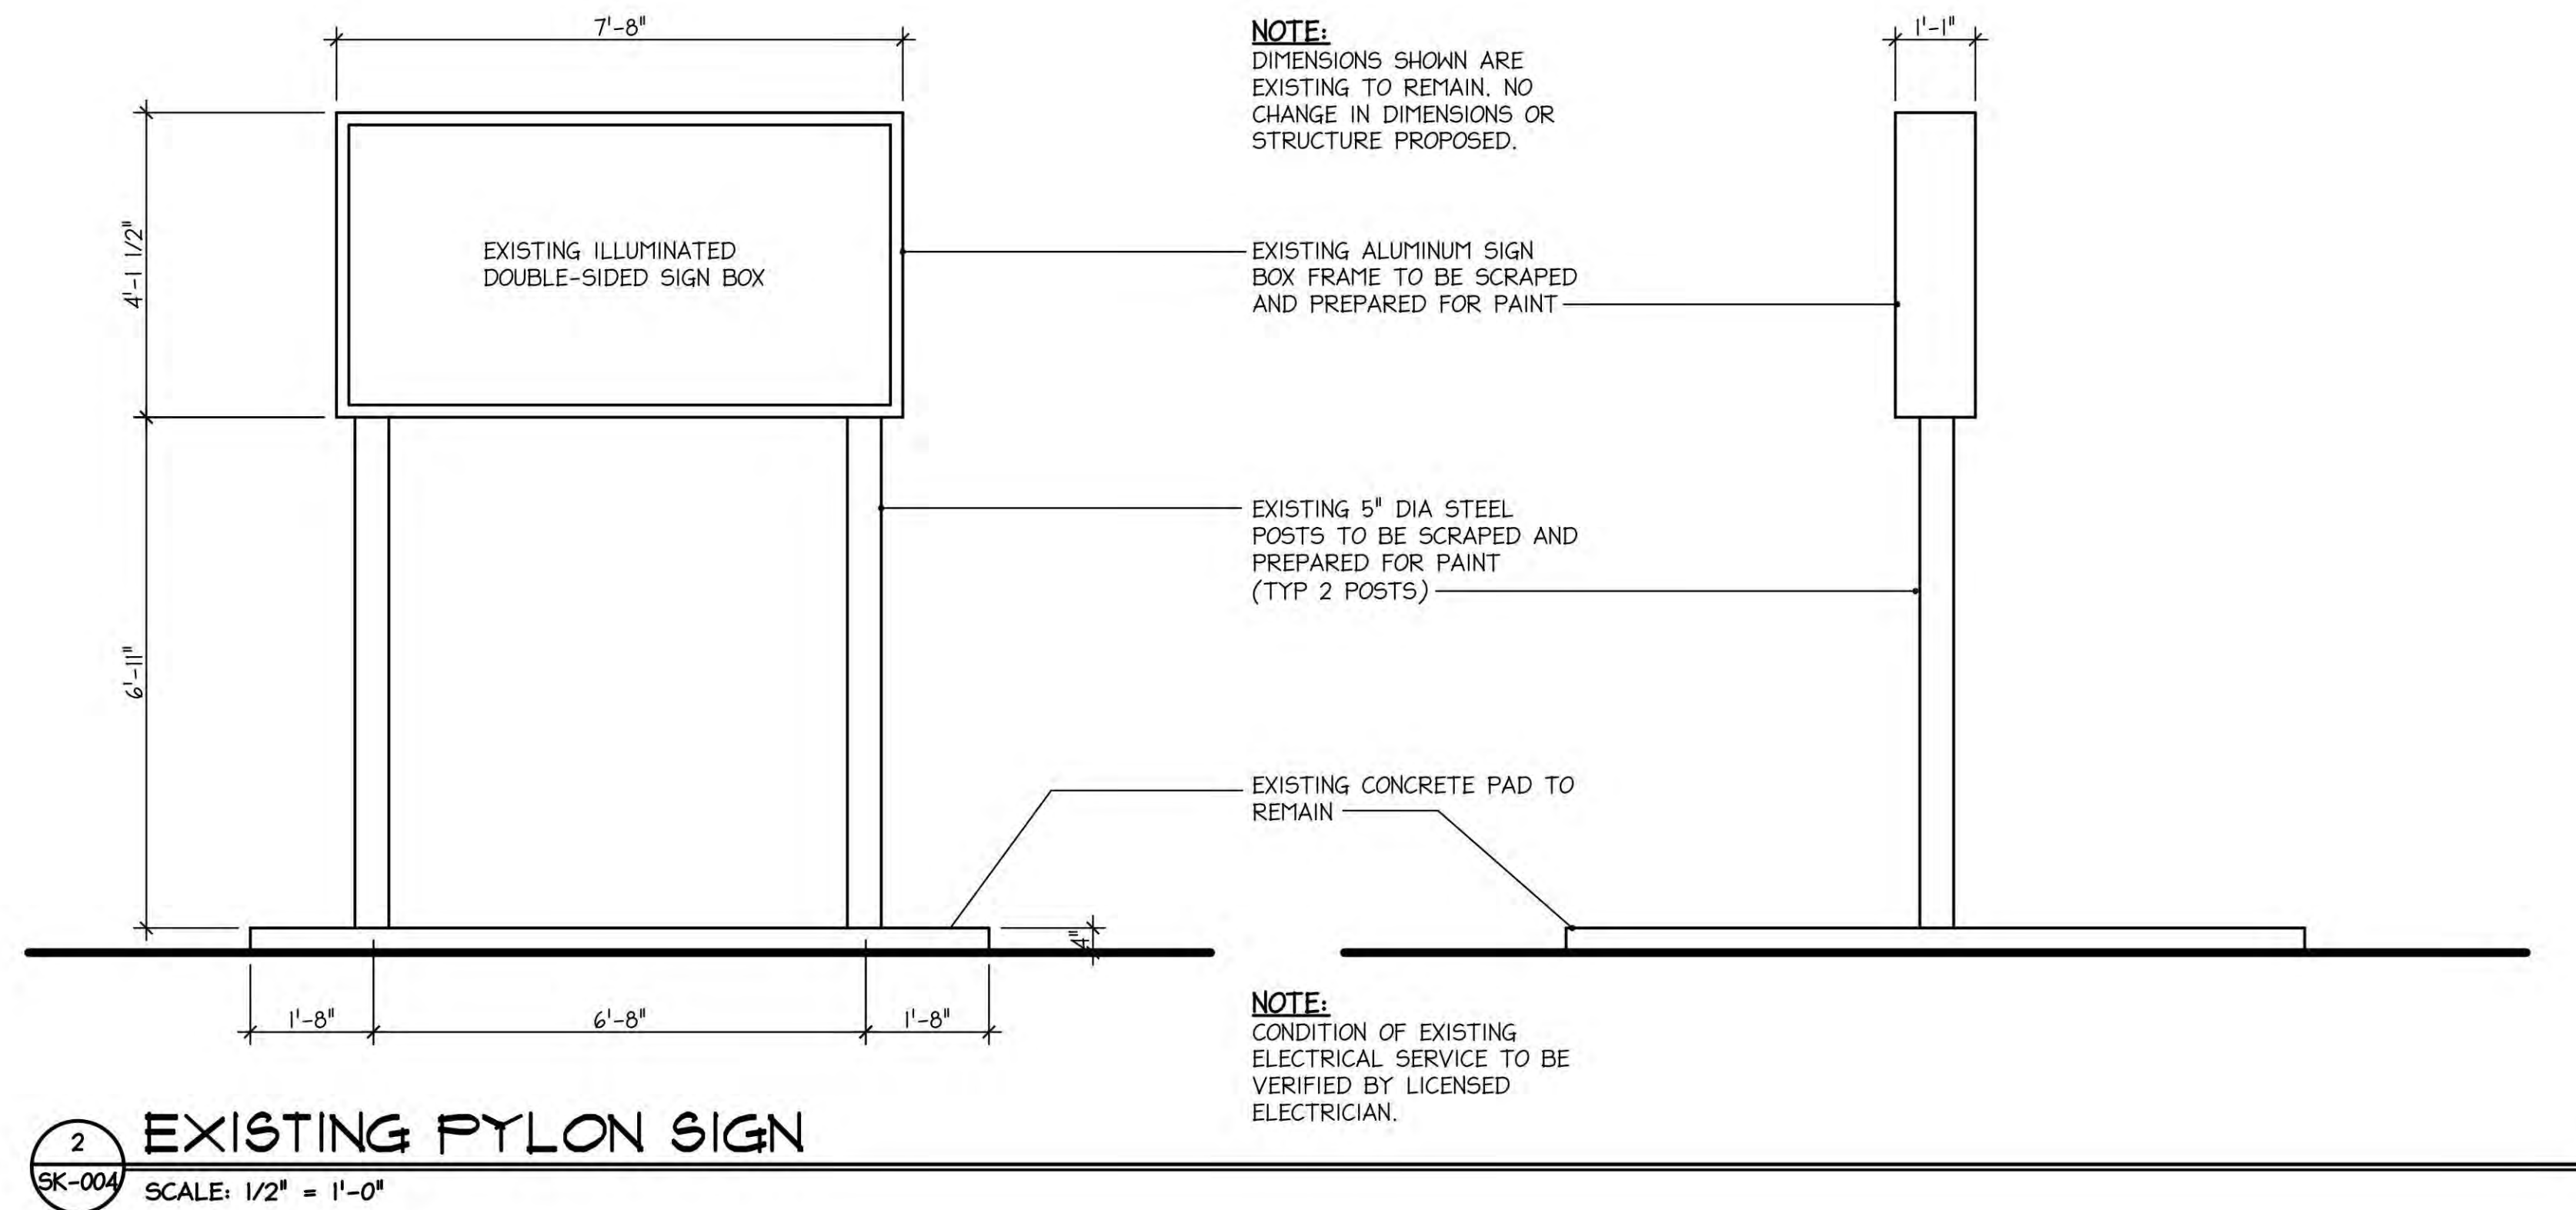 7'-8"
NOTE:
DIMENSIONS SHOWN ARE
EXISTING TO REMAIN. NO
CHANGE IN DIMENSIONS OR
STRUCTURE PROPOSED.
1'-1"
4'-1 1/2"
EXISTING ILLUMINATED
DOUBLE-SIDED SIGN BOX
EXISTING ALUMINUM SIGN
BOX FRAME TO BE SCRAPED
AND PREPARED FOR PAINT
EXISTING 5" DIA STEEL
POSTS TO BE SCRAPED AND
PREPARED FOR PAINT
(TYP 2 POSTS)
6'-11"
EXISTING CONCRETE PAD TO
REMAIN
4"
1'-8"
6'-8"
1'-8"
NOTE:
CONDITION OF EXISTING
ELECTRICAL SERVICE TO BE
VERIFIED BY LICENSED
ELECTRICIAN.
2
SK-004
EXISTING PYLON SIGN
SCALE: 1/2" = 1'-0"